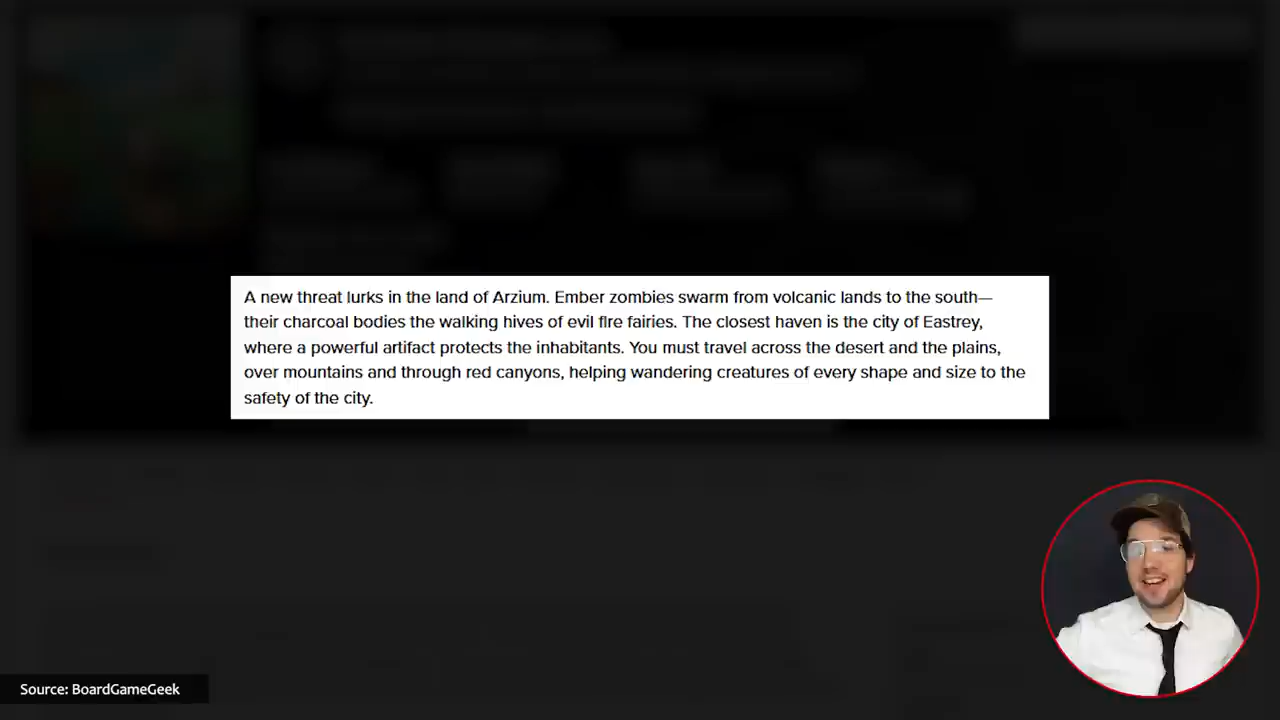 A new threat lurks in the land of Arzium. Ember zombies swarm from volcanic lands to the south—
their charcoal bodies the walking hives of evil fire fairies. The closest haven is the city of Eastrey,
where a powerful artifact protects the inhabitants. You must travel across the desert and the plains,
over mountains and through red canyons, helping wandering creatures of every shape and size to the
safety of the city.
Source: BoardGameGeek